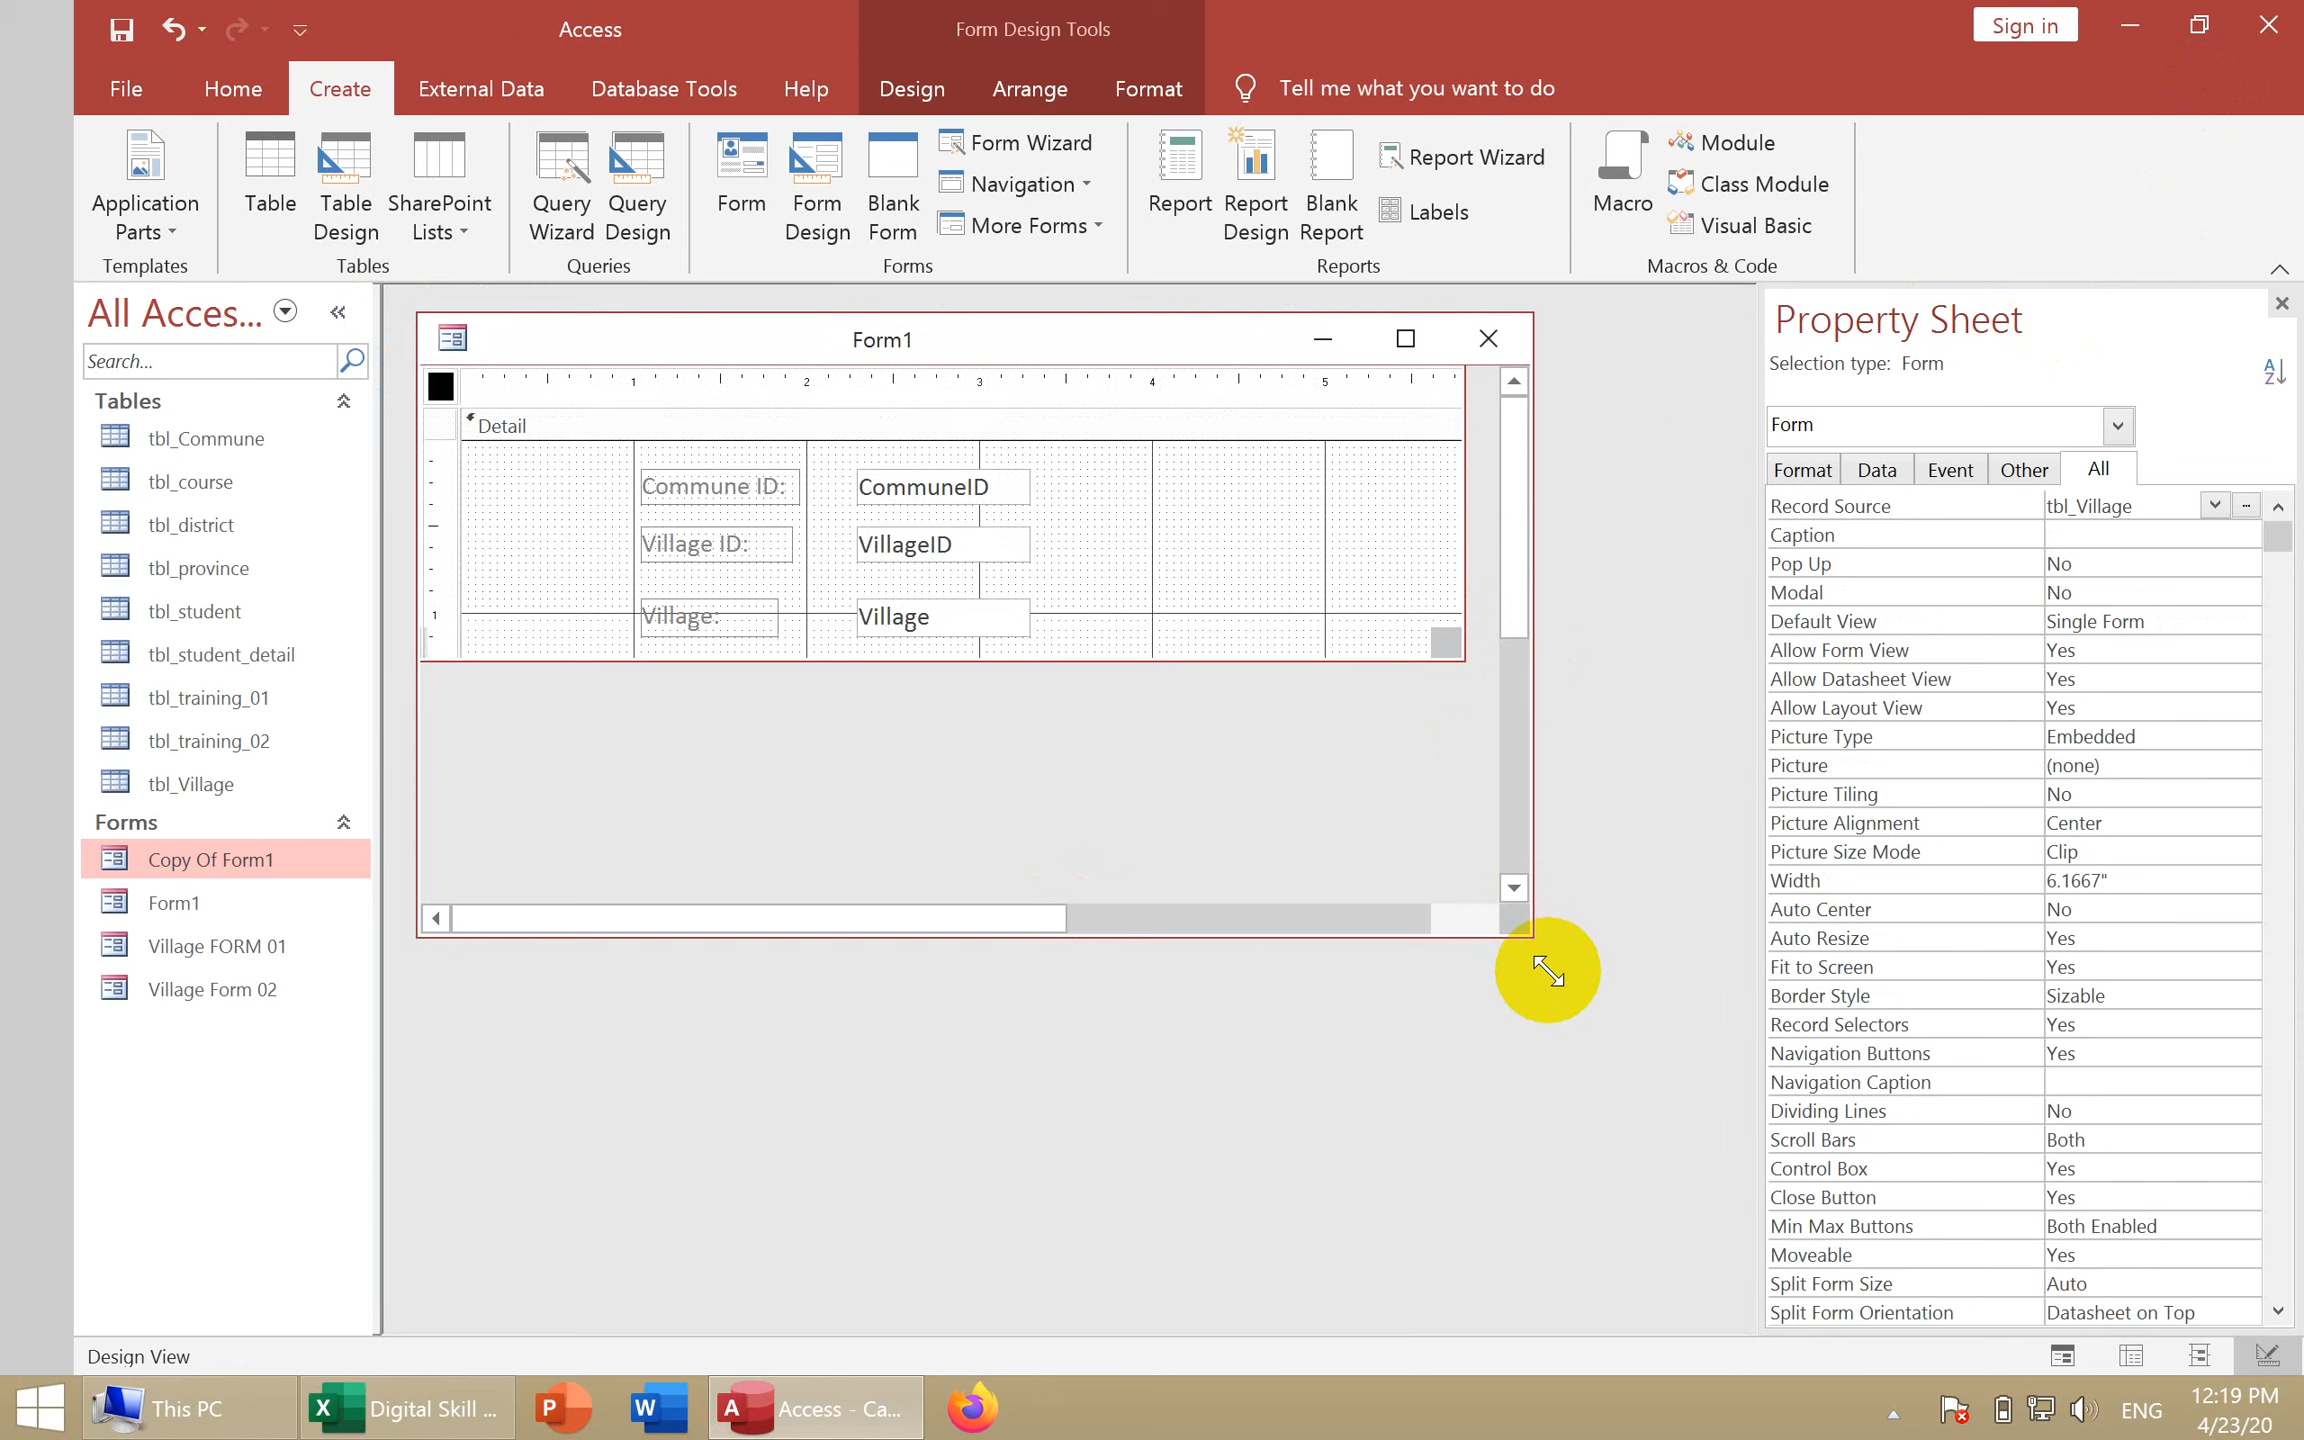 Access
Form Design Tools
Sign in
File
Home
Create
External Data
Database Tools
Help
Design
Arrange
Format
Tell me what you want to do
Application Parts
Table
Table Design
SharePoint Lists
Query Wizard
Query Design
Form
Form Design
Blank Form
Form Wizard
Navigation
More Forms
Report
Report Design
Blank Report
Report Wizard
Labels
Macro
Module
Class Module
Visual Basic
Templates
Tables
Queries
Forms
Reports
Macros & Code
All Acces...
Search...
Tables
tbl_Commune
tbl_course
tbl_district
tbl_province
tbl_student
tbl_student_detail
tbl_training_01
tbl_training_02
tbl_Village
Forms
Copy Of Form1
Form1
Village FORM 01
Village Form 02
Form1
1 2 3 4 5
Detail
Commune ID: CommuneID
Village ID: VillageID
1
Village: Village
Property Sheet
Selection type: Form
A
Z
Form
Format
Data
Event
Other
All
Record Source tbl_Village
Caption
Pop Up No
Modal No
Default View Single Form
Allow Form View Yes
Allow Datasheet View Yes
Allow Layout View Yes
Picture Type Embedded
Picture (none)
Picture Tiling No
Picture Alignment Center
Picture Size Mode Clip
Width 6.1667"
Auto Center No
Auto Resize Yes
Fit to Screen Yes
Border Style Sizable
Record Selectors Yes
Navigation Buttons Yes
Navigation Caption
Dividing Lines No
Scroll Bars Both
Control Box Yes
Close Button Yes
Min Max Buttons Both Enabled
Moveable Yes
Split Form Size Auto
Split Form Orientation Datasheet on Top
Design View
This PC
X
Digital Skill ...
P
W
A
Access - Ca...
ENG
12:19 PM
4/23/20